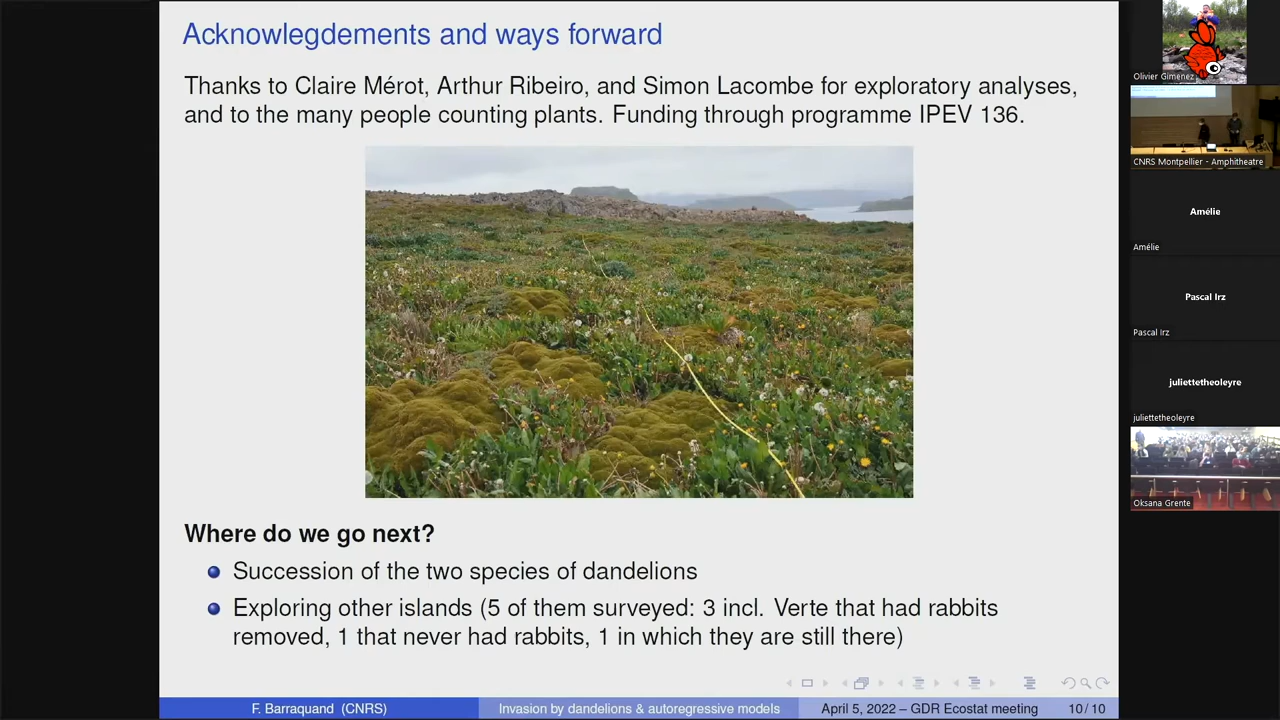 Acknowlegdements and ways forward
Thanks to Claire Mérot, Arthur Ribeiro, and Simon Lacombe for exploratory analyses,
and to the many people counting plants. Funding through programme IPEV 136.
Where do we go next?
Succession of the two species of dandelions
Exploring other islands (5 of them surveyed: 3 incl. Verte that had rabbits
removed, 1 that never had rabbits, 1 in which they are still there)
F. Barraquand (CNRS)
Invasion by dandelions & autoregressive models
April 5, 2022 – GDR Ecostat meeting
10/10
Olivier Gimenez
CNRS Montpellier - Amphitheatre
Amélie
Amélie
Pascal Irz
Pascal Irz
juliettetheoleyre
juliettetheoleyre
Oksana Grente